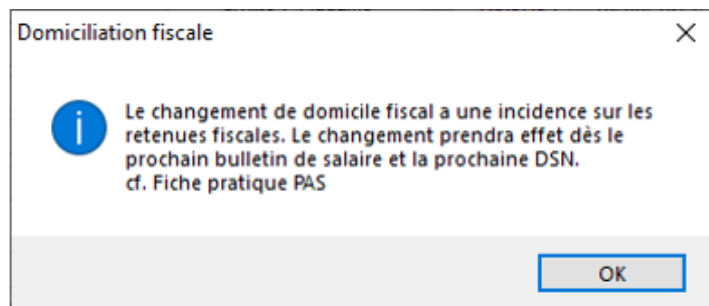 Domiciliation fiscale
Le changement de domicile fiscal a une incidence sur les
retenues fiscales. Le changement prendra effet dès le
prochain bulletin de salaire et la prochaine DSN.
cf. Fiche pratique PAS
OK